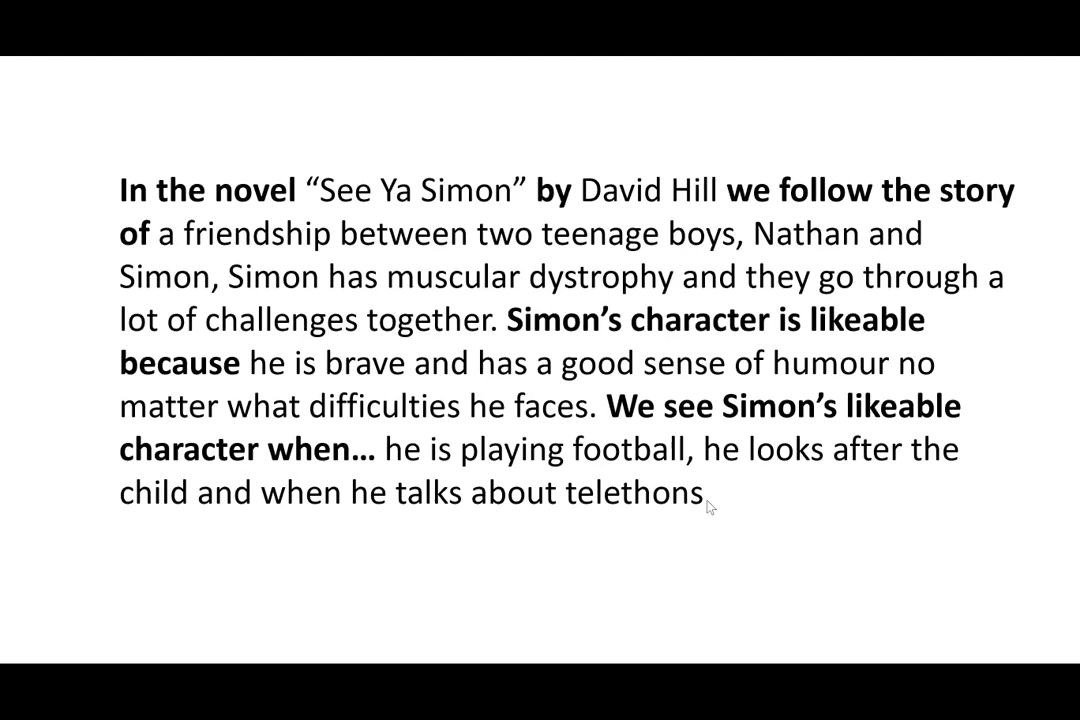 In the novel “See Ya Simon” by David Hill we follow the story
of a friendship between two teenage boys, Nathan and
Simon, Simon has muscular dystrophy and they go through a
lot of challenges together. Simon’s character is likeable
because he is brave and has a good sense of humour no
matter what difficulties he faces. We see Simon’s likeable
character when... he is playing football, he looks after the
child and when he talks about telethons